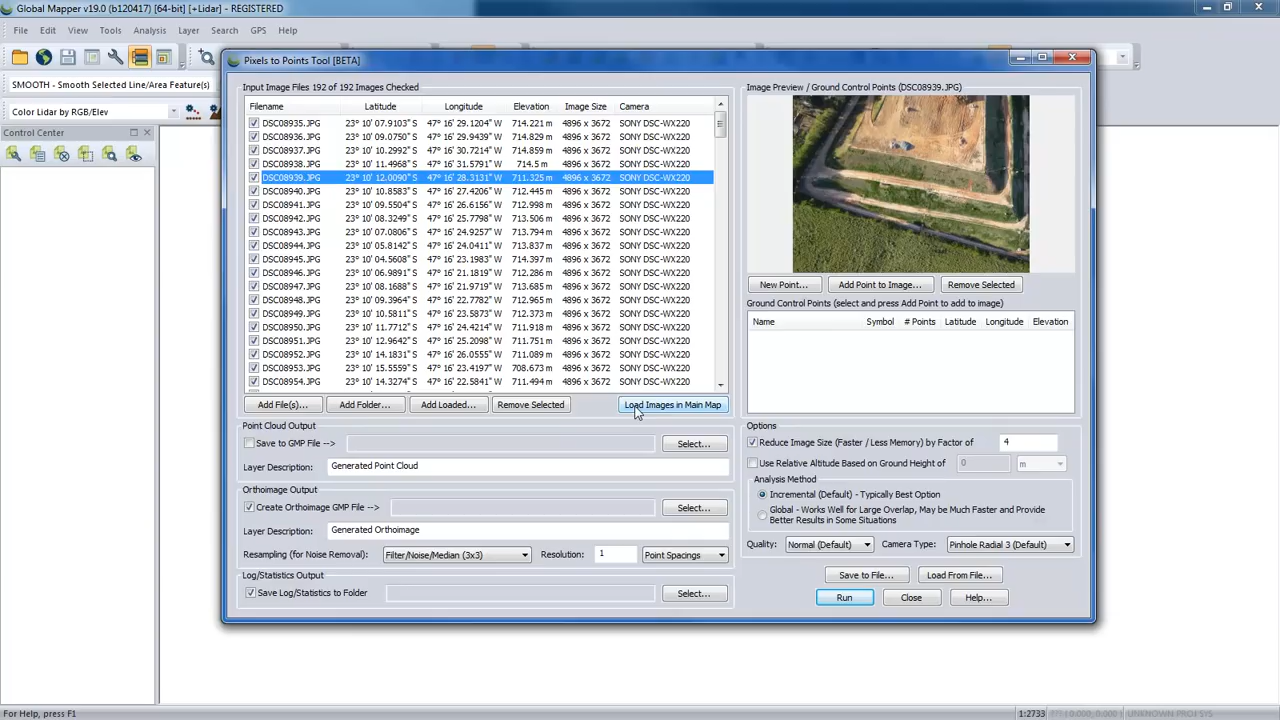 Global Mapper v19.0 (b120417) [64-bit] [+Lidar] - REGISTERED
File Edit View Tools Analysis Layer Search GPS Help
SMOOTH - Smooth Selected Line/Area Feature(s)
Color Lidar by RGB/Elev
Control Center
Pixels to Points Tool [BETA]
Input Image Files 192 of 192 Images Checked
Filename Latitude Longitude Elevation Image Size Camera
DSC08935.JPG 23° 10' 07.9103" S 47° 16' 29.1204" W 714.221 m 4896 x 3672 SONY DSC-WX220
DSC08936.JPG 23° 10' 09.0750" S 47° 16' 29.9439" W 714.829 m 4896 x 3672 SONY DSC-WX220
DSC08937.JPG 23° 10' 10.2992" S 47° 16' 30.7214" W 714.859 m 4896 x 3672 SONY DSC-WX220
DSC08938.JPG 23° 10' 11.4968" S 47° 16' 31.5791" W 714.5 m 4896 x 3672 SONY DSC-WX220
DSC08939.JPG 23° 10' 12.0090" S 47° 16' 28.3131" W 711.325 m 4896 x 3672 SONY DSC-WX220
DSC08940.JPG 23° 10' 10.8583" S 47° 16' 27.4206" W 712.445 m 4896 x 3672 SONY DSC-WX220
DSC08941.JPG 23° 10' 09.5504" S 47° 16' 26.6156" W 712.998 m 4896 x 3672 SONY DSC-WX220
DSC08942.JPG 23° 10' 08.3249" S 47° 16' 25.7798" W 713.506 m 4896 x 3672 SONY DSC-WX220
DSC08943.JPG 23° 10' 07.0806" S 47° 16' 24.9257" W 713.794 m 4896 x 3672 SONY DSC-WX220
DSC08944.JPG 23° 10' 05.8142" S 47° 16' 24.0411" W 713.837 m 4896 x 3672 SONY DSC-WX220
DSC08945.JPG 23° 10' 04.5608" S 47° 16' 23.1983" W 714.397 m 4896 x 3672 SONY DSC-WX220
DSC08946.JPG 23° 10' 06.9891" S 47° 16' 21.1819" W 712.286 m 4896 x 3672 SONY DSC-WX220
DSC08947.JPG 23° 10' 08.1688" S 47° 16' 21.9719" W 713.685 m 4896 x 3672 SONY DSC-WX220
DSC08948.JPG 23° 10' 09.3964" S 47° 16' 22.7782" W 712.965 m 4896 x 3672 SONY DSC-WX220
DSC08949.JPG 23° 10' 10.5811" S 47° 16' 23.5873" W 712.373 m 4896 x 3672 SONY DSC-WX220
DSC08950.JPG 23° 10' 11.7712" S 47° 16' 24.4214" W 711.918 m 4896 x 3672 SONY DSC-WX220
DSC08951.JPG 23° 10' 12.9642" S 47° 16' 25.2098" W 711.751 m 4896 x 3672 SONY DSC-WX220
DSC08952.JPG 23° 10' 14.1831" S 47° 16' 26.0555" W 711.089 m 4896 x 3672 SONY DSC-WX220
DSC08953.JPG 23° 10' 15.5559" S 47° 16' 27.1383" W 708.673 m 4896 x 3672 SONY DSC-WX220
DSC08954.JPG 23° 10' 14.3274" S 47° 16' 22.5841" W 711.494 m 4896 x 3672 SONY DSC-WX220
Add File(s)... Add Folder... Add Loaded... Remove Selected Load Images in Main Map
Point Cloud Output
Save to GMP File --> Select...
Layer Description: Generated Point Cloud
Orthoimage Output
Create Orthoimage GMP File --> Select...
Layer Description: Generated Orthoimage
Resampling (for Noise Removal): Filter/Noise/Median (3x3) Resolution: 1 Point Spacings
Log/Statistics Output
Save Log/Statistics to Folder Select...
Image Preview / Ground Control Points (DSC08939.JPG)
New Point... Add Point to Image... Remove Selected
Ground Control Points (select and press Add Point to add to image)
Name Symbol # Points Latitude Longitude Elevation
Options
Reduce Image Size (Faster / Less Memory) by Factor of 4
Use Relative Altitude Based on Ground Height of 0 m
Analysis Method
Incremental (Default) - Typically Best Option
Global - Works Well for Large Overlap, May be Much Faster and Provide
Better Results in Some Situations
Quality: Normal (Default) Camera Type: Pinhole Radial 3 (Default)
Save to File... Load From File...
Run Close Help...
For Help, press F1
1:2733 ??? ( 0.000, 0.000 ) UNKNOWN PROJ SYS